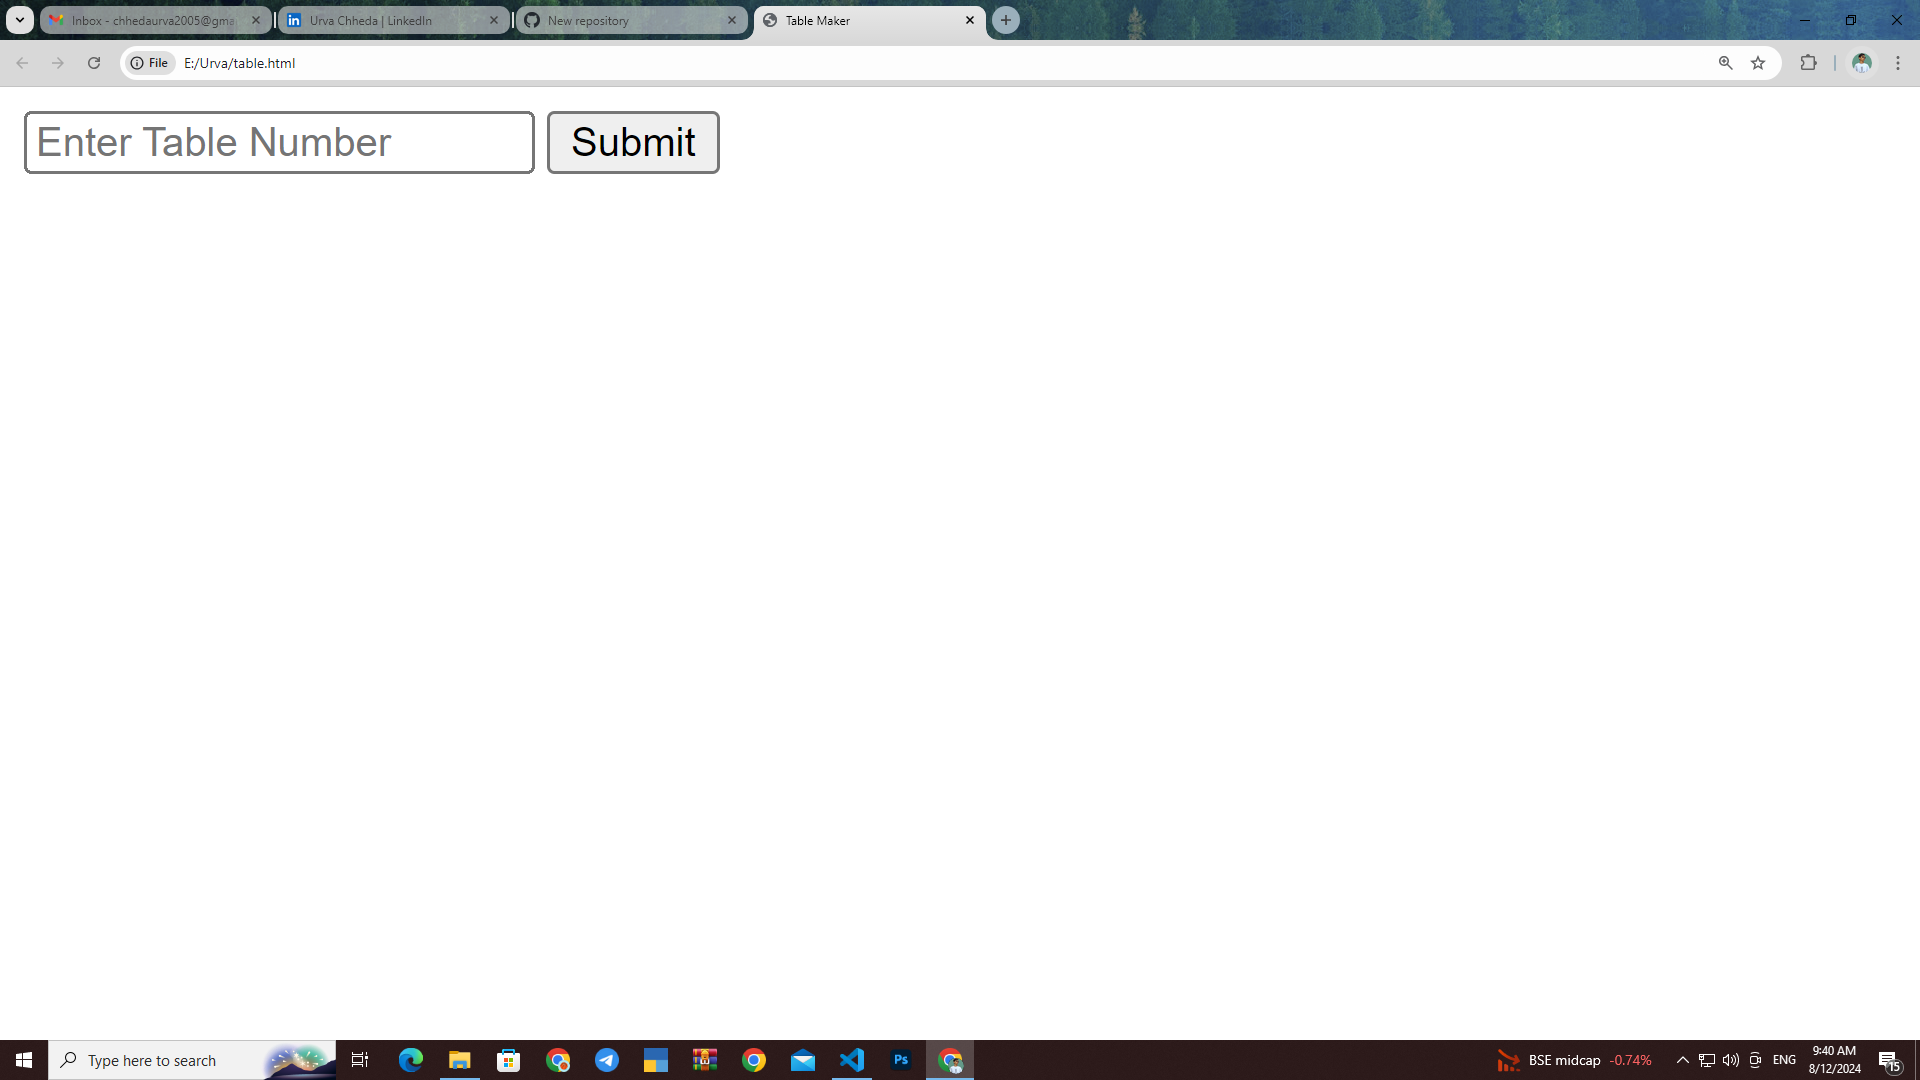 Inbox - chhedaurva2005@gma
Urva Chheda | LinkedIn
New repository
Table Maker
File
E:/Urva/table.html
Enter Table Number
Submit
Type here to search
Ps
BSE midcap -0.74%
ENG
9:40 AM
8/12/2024
15